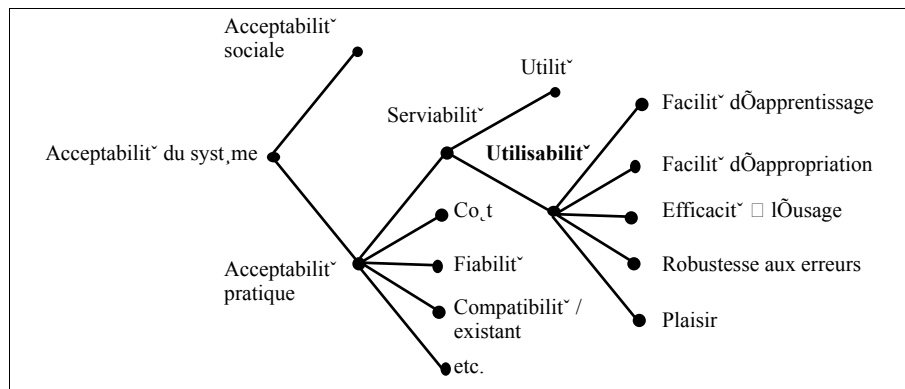 Acceptabilitˇ
sociale
Utilitˇ
Facilitˇ dÕapprentissage
Serviabilitˇ
Acceptabilitˇ du syst¸me
Utilisabilitˇ
Facilitˇ dÕappropriation
Co˛t
Efficacitˇ □ lÕusage
Acceptabilitˇ
pratique
Fiabilitˇ
Robustesse aux erreurs
Compatibilitˇ /
existant
Plaisir
etc.